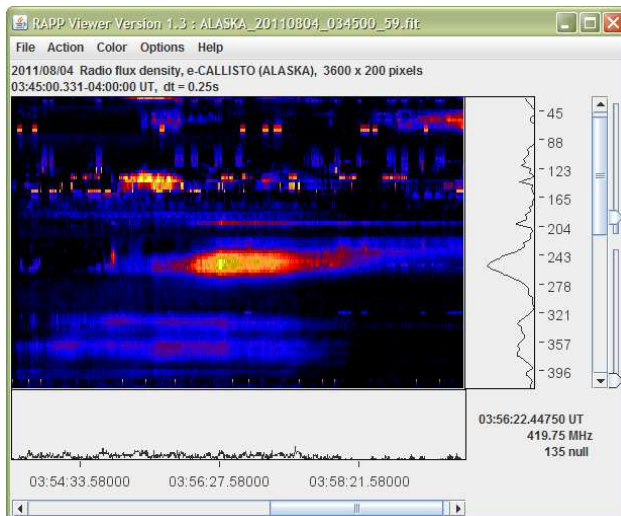 RAPP Viewer Version 1.3 : ALASKA_20110804_034500_59.fit
File Action Color Options Help
2011/08/04 Radio flux density, e-CALLISTO (ALASKA), 3600 x 200 pixels
03:45:00.331-04:00:00 UT, dt = 0.25s
45
88
123
165
204
243
278
321
357
396
03:56:22.44750 UT
419.75 MHz
135 null
03:54:33.58000 03:56:27.58000 03:58:21.58000